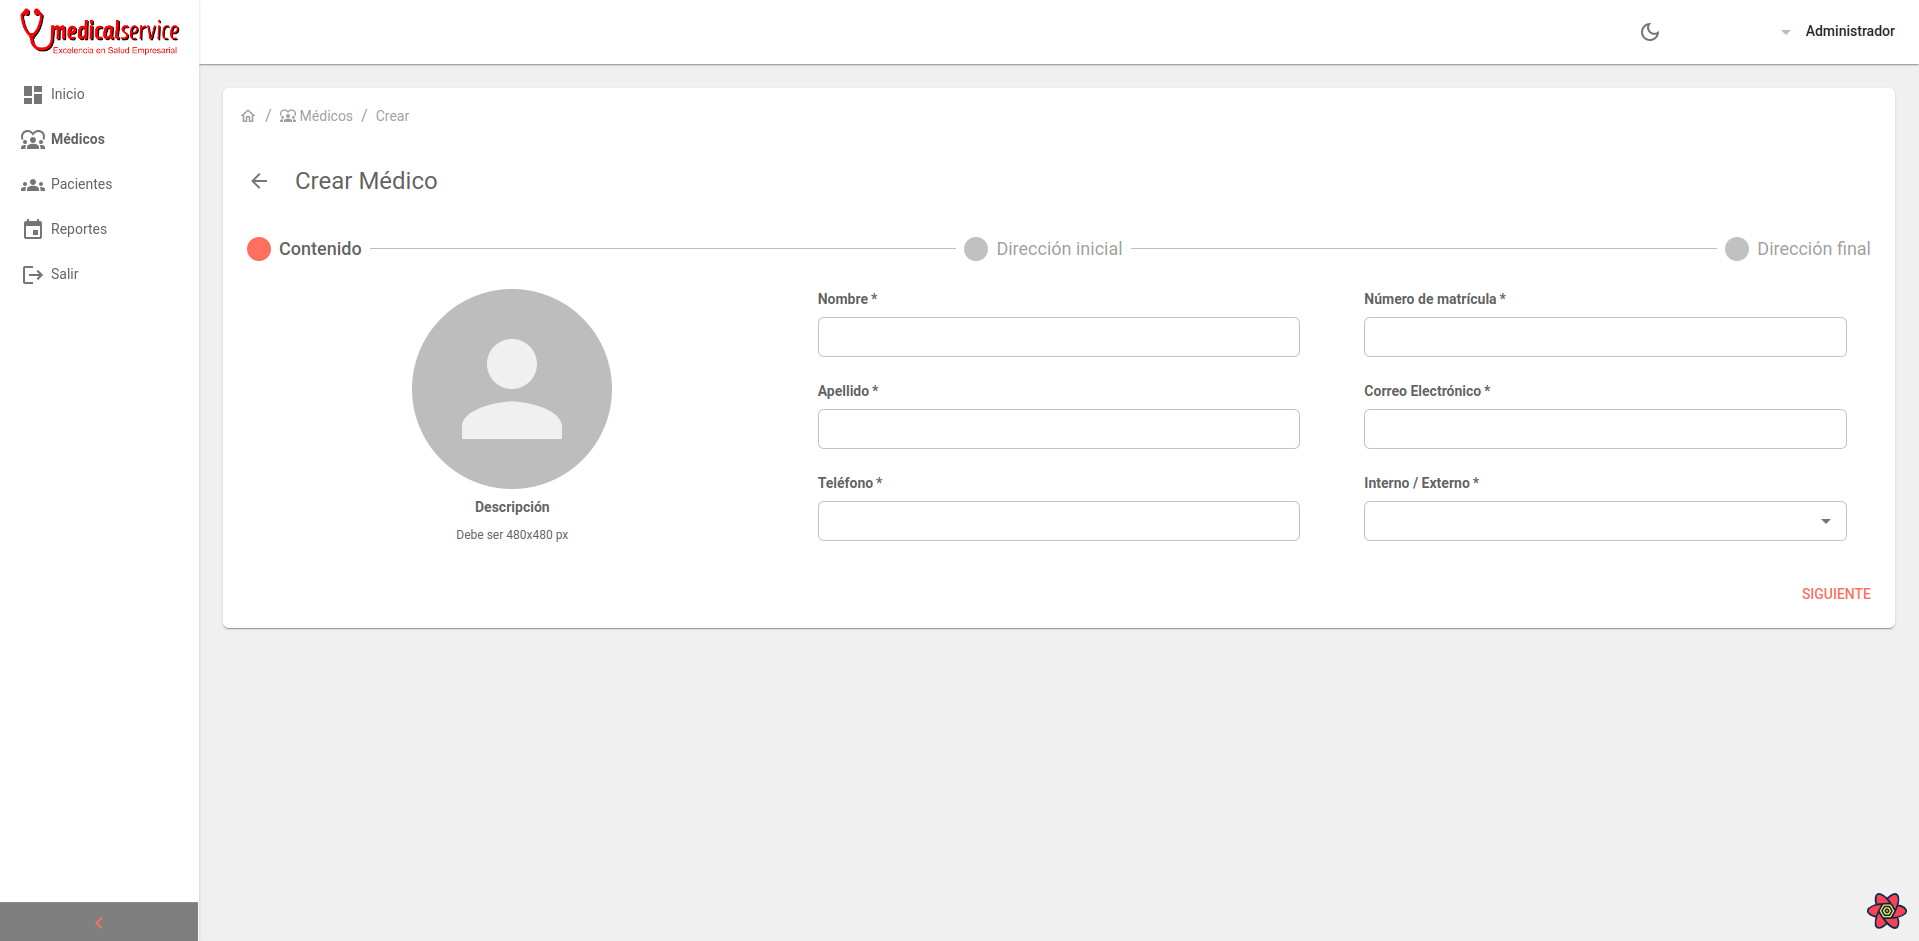 medicalservice
Excelencia en Salud Empresarial
Administrador
Inicio
Médicos
Pacientes
Reportes
Salir
/ Médicos / Crear
Crear Médico
Contenido
Dirección inicial
Dirección final
Nombre *
Número de matrícula *
Apellido *
Correo Electrónico *
Teléfono *
Interno / Externo *
Descripción
Debe ser 480x480 px
SIGUIENTE